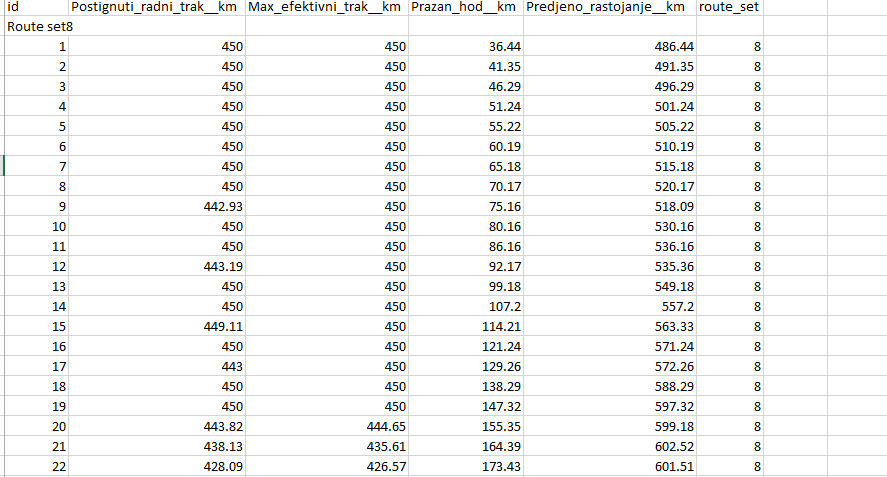 id Postignuti_radni_trak__km Max_efektivni_trak__km Prazan_hod__km Predjeno_rastojanje__km route_set
Route set8
1 450 450 36.44 486.44 8
2 450 450 41.35 491.35 8
3 450 450 46.29 496.29 8
4 450 450 51.24 501.24 8
5 450 450 55.22 505.22 8
6 450 450 60.19 510.19 8
7 450 450 65.18 515.18 8
8 450 450 70.17 520.17 8
9 442.93 450 75.16 518.09 8
10 450 450 80.16 530.16 8
11 450 450 86.16 536.16 8
12 443.19 450 92.17 535.36 8
13 450 450 99.18 549.18 8
14 450 450 107.2 557.2 8
15 449.11 450 114.21 563.33 8
16 450 450 121.24 571.24 8
17 443 450 129.26 572.26 8
18 450 450 138.29 588.29 8
19 450 450 147.32 597.32 8
20 443.82 444.65 155.35 599.18 8
21 438.13 435.61 164.39 602.52 8
22 428.09 426.57 173.43 601.51 8